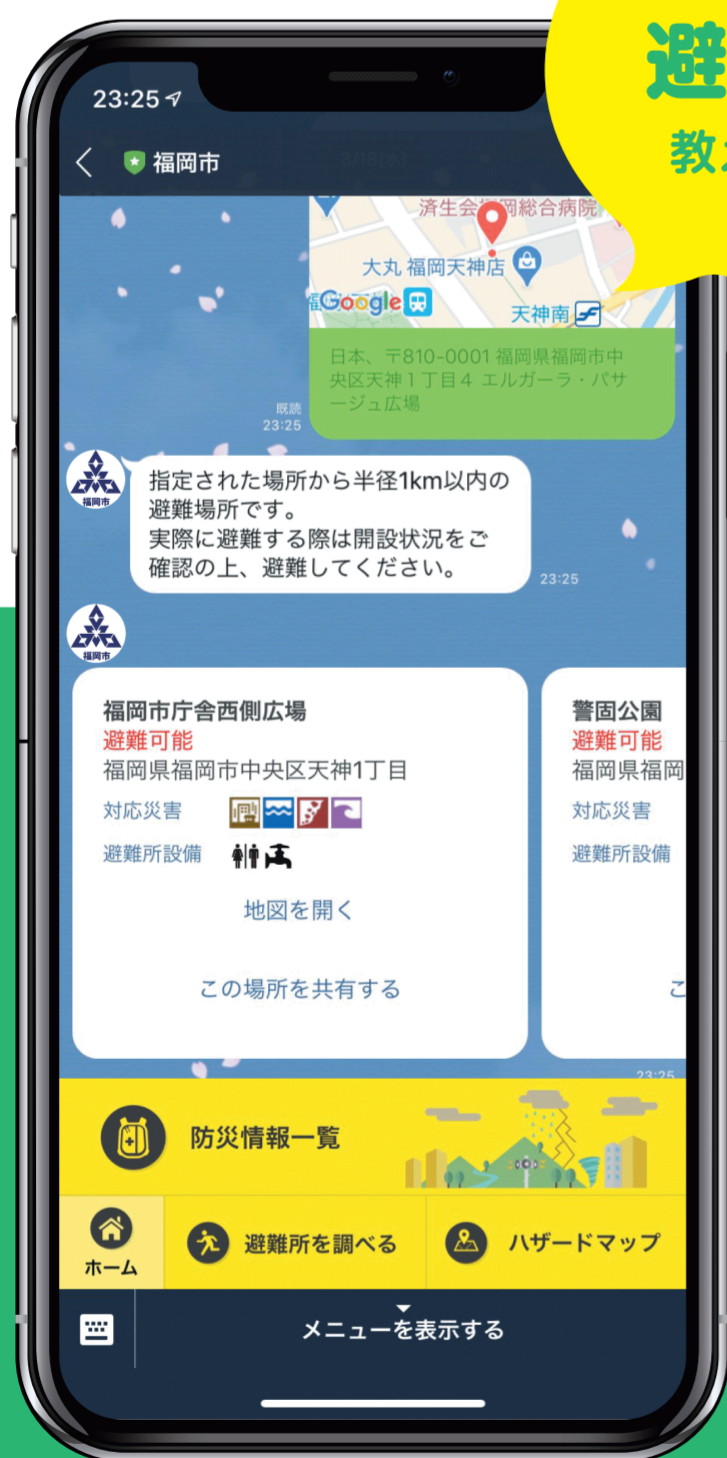 避
教
23:25
福岡市
3/18(水)
済生会福岡総合病院
大丸 福岡天神店
Google
天神南
日本、〒810-0001 福岡県福岡市中
央区天神1丁目4 エルガーラ・パサ
ージュ広場
既読
23:25
福岡市
指定された場所から半径1km以内の
避難場所です。
実際に避難する際は開設状況をご
確認の上、避難してください。
23:25
福岡市
福岡市庁舎西側広場
避難可能
福岡県福岡市中央区天神1丁目
対応災害
避難所設備
地図を開く
この場所を共有する
警固公園
避難可能
福岡県福岡
対応災害
避難所設備
こ
23:25
防災情報一覧
ホーム
避難所を調べる
ハザードマップ
メニューを表示する